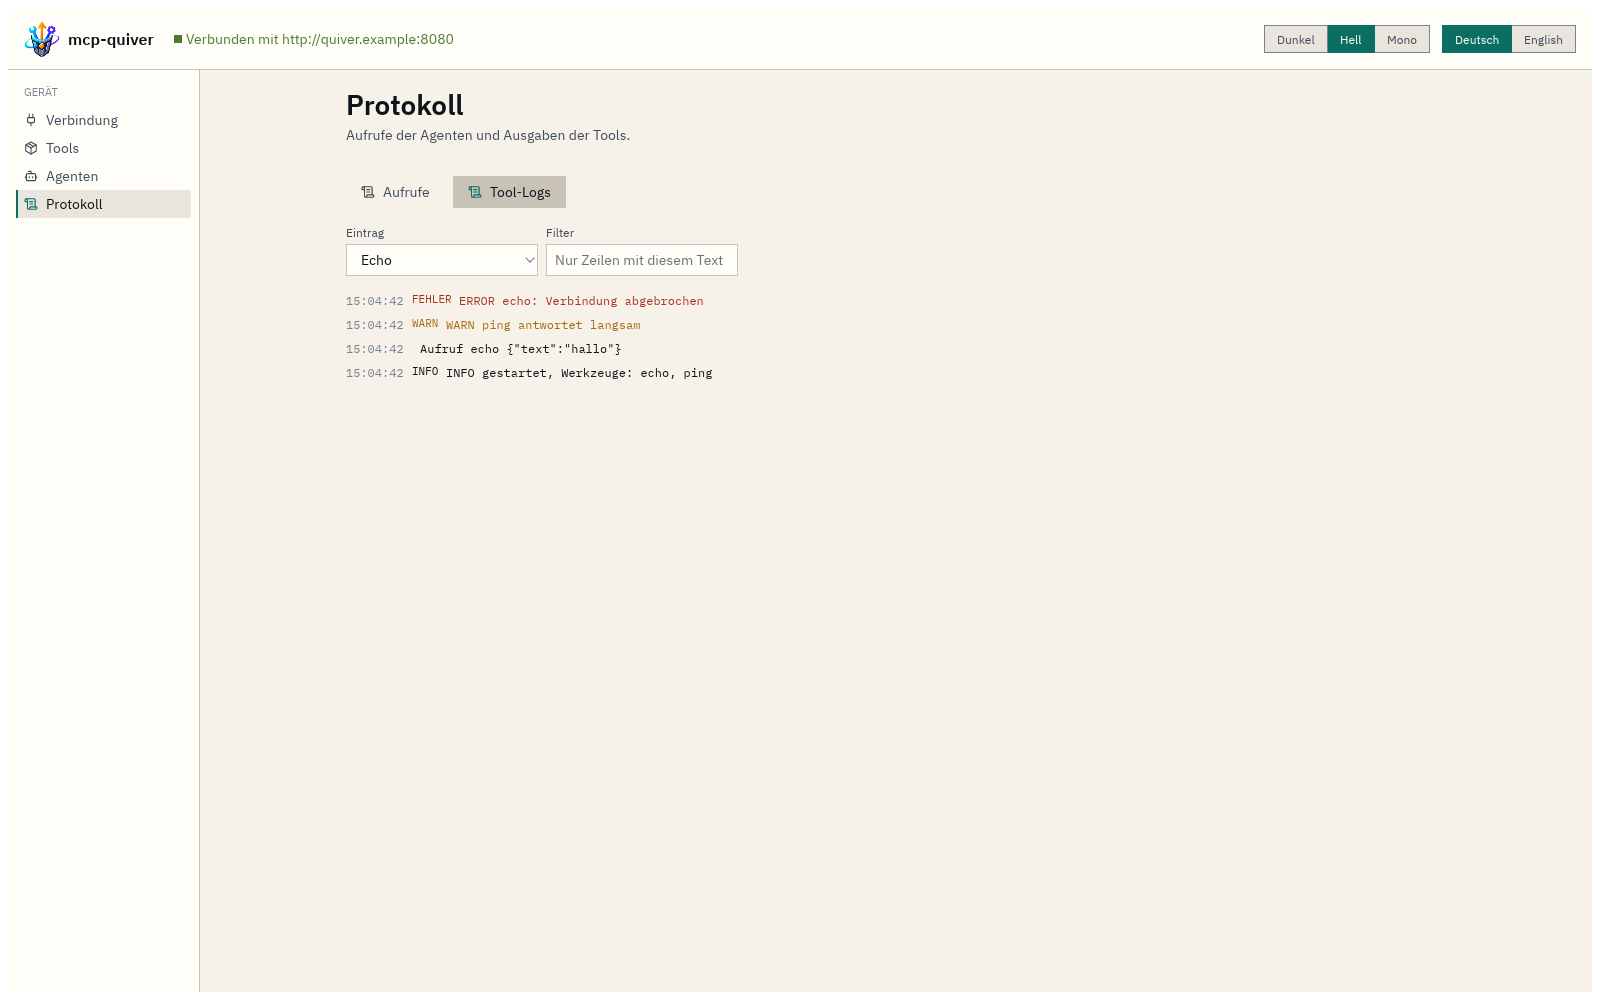 mcp-quiver
Verbunden mit http://quiver.example:8080
Dunkel Hell Mono Deutsch English
GERÄT
Verbindung
Tools
Agenten
Protokoll
Protokoll
Aufrufe der Agenten und Ausgaben der Tools.
Aufrufe Tool-Logs
Eintrag Filter
Echo Nur Zeilen mit diesem Text
15:04:42 FEHLER ERROR echo: Verbindung abgebrochen
15:04:42 WARN WARN ping antwortet langsam
15:04:42 Aufruf echo {"text":"hallo"}
15:04:42 INFO INFO gestartet, Werkzeuge: echo, ping